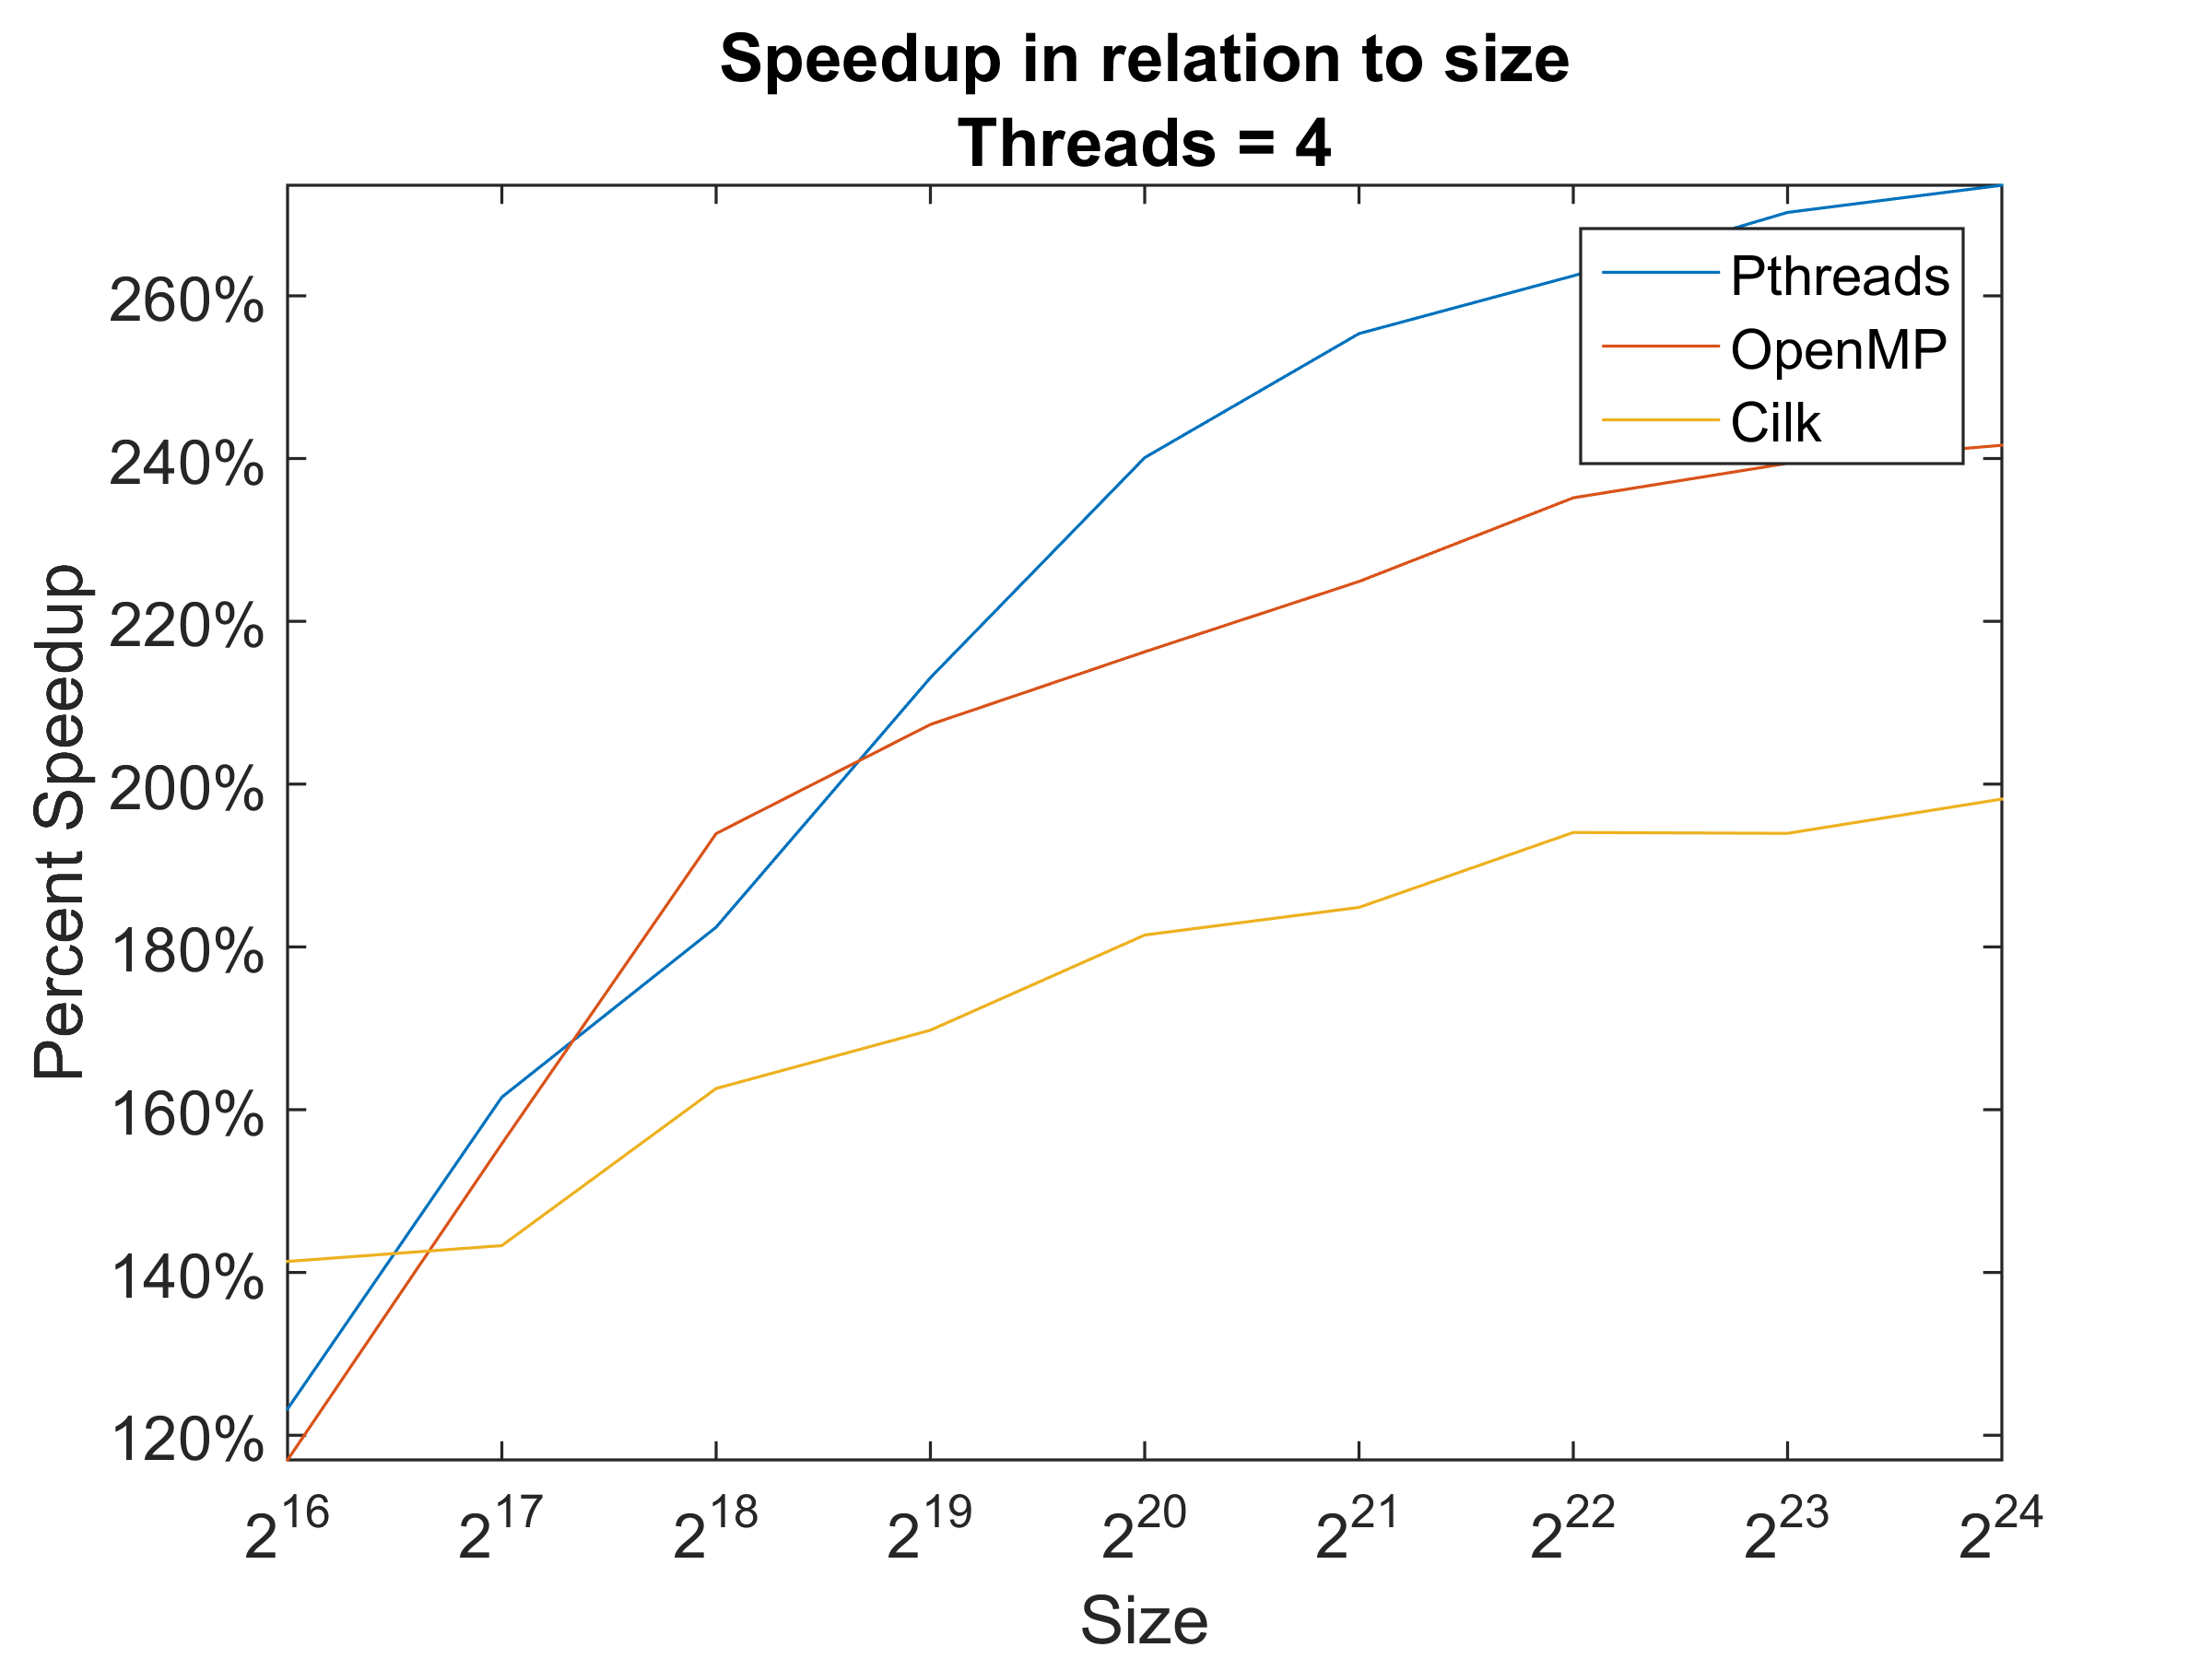 Speedup in relation to size
Threads = 4
Percent Speedup
260%
240%
220%
200%
180%
160%
140%
120%
Pthreads
OpenMP
Cilk
2^16 2^17 2^18 2^19 2^20 2^21 2^22 2^23 2^24
Size